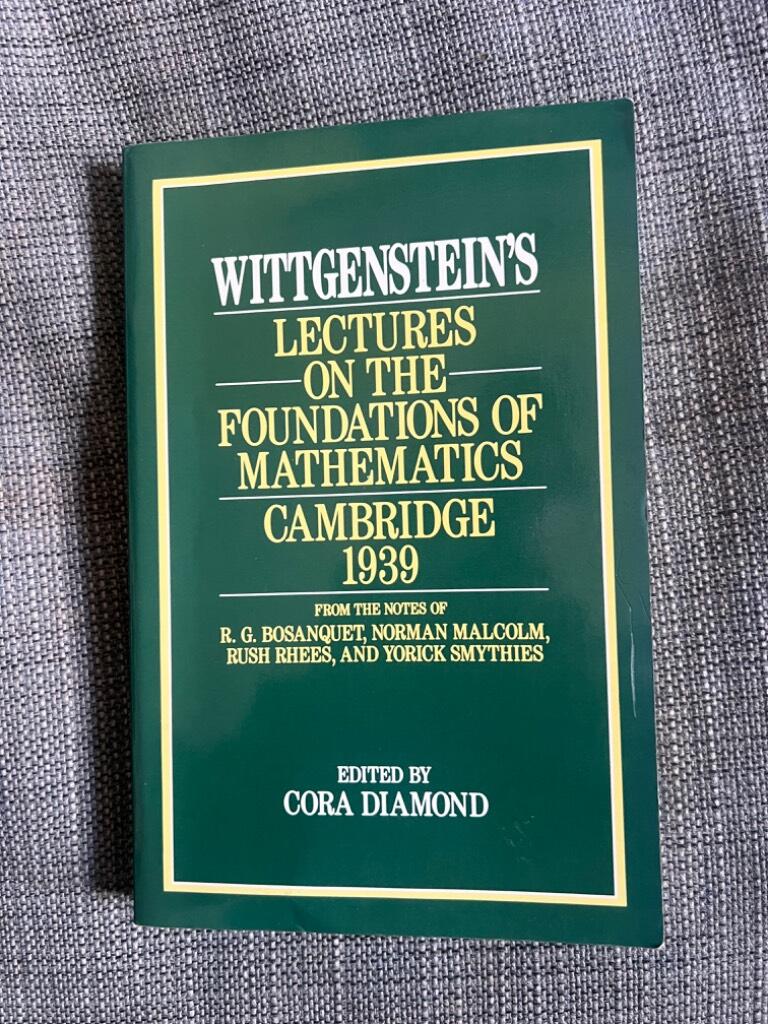 WITTGENSTEIN'S
LECTURES
ON THE
FOUNDATIONS OF
MATHEMATICS
CAMBRIDGE
1939
FROM THE NOTES OF
R. G. BOSANQUET, NORMAN MALCOLM,
RUSH RHEES, AND YORICK SMYTHIES
EDITED BY
CORA DIAMOND